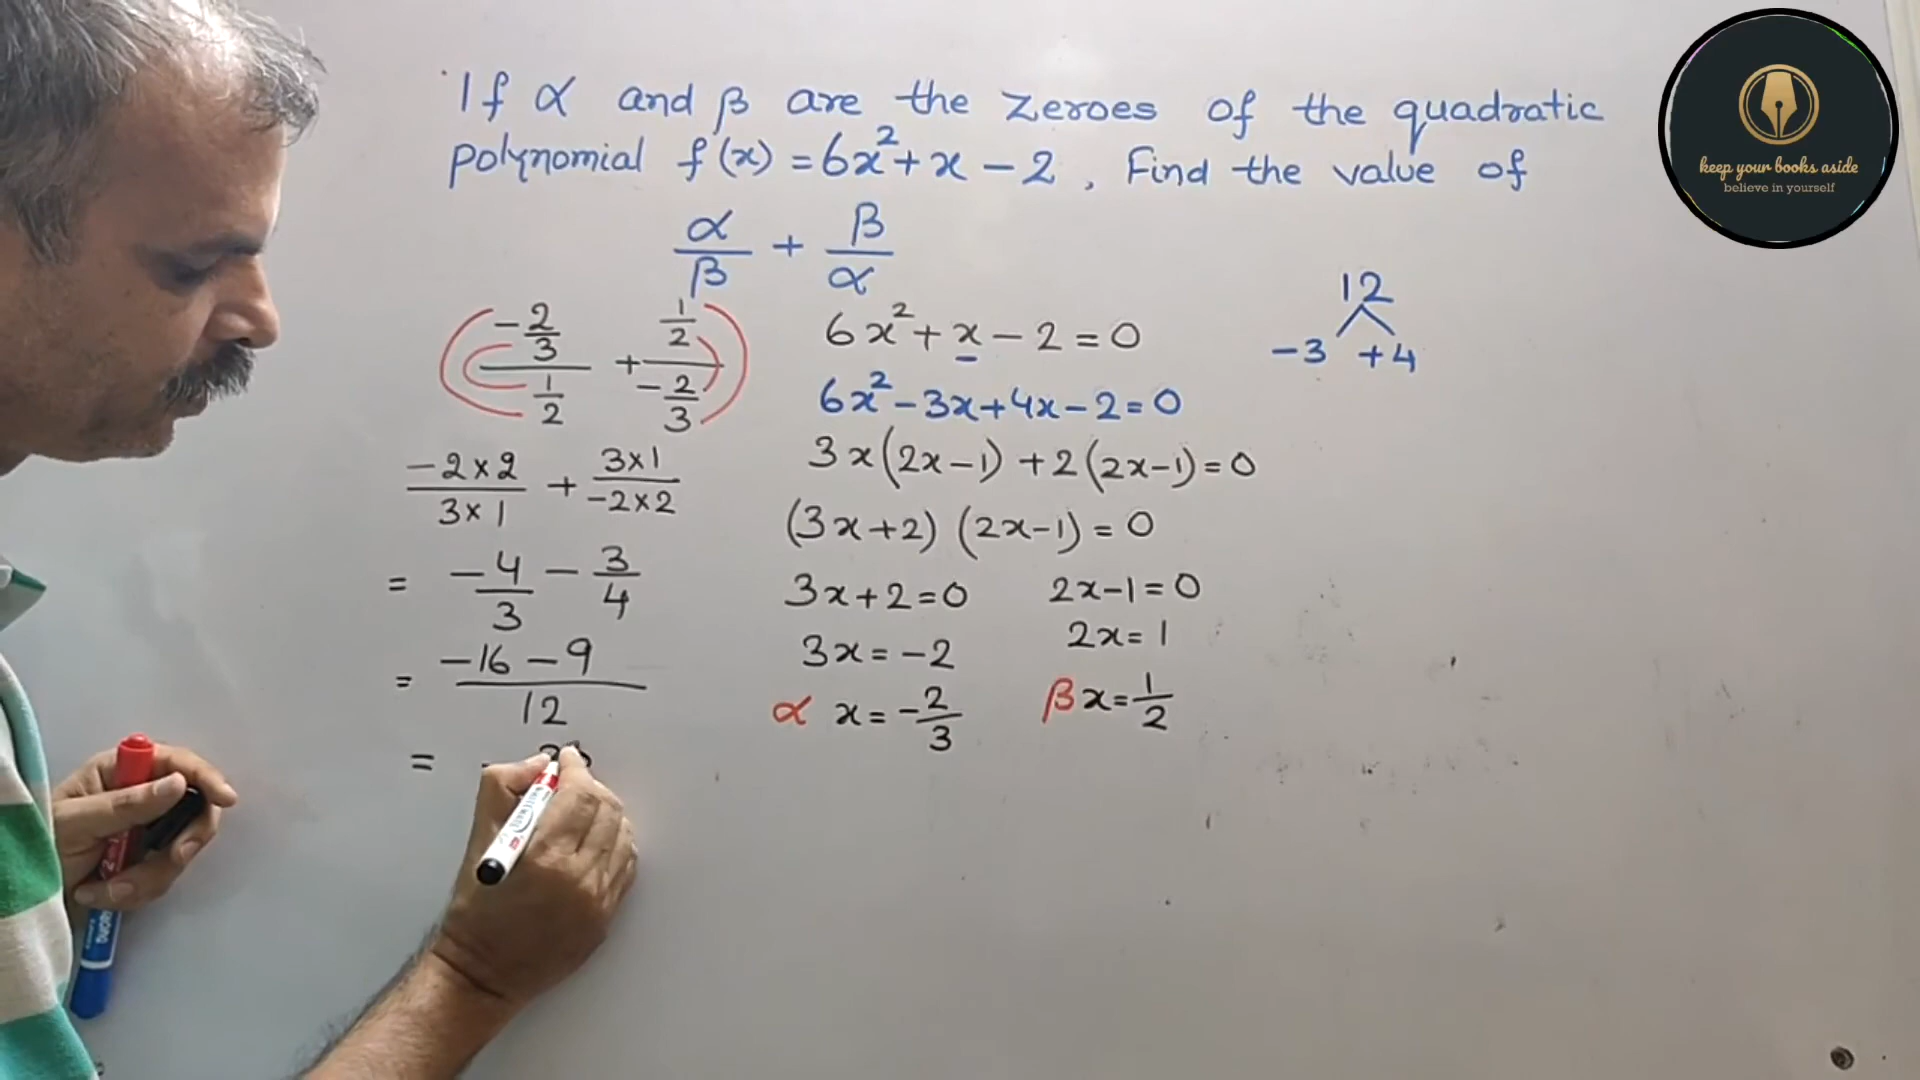 If α and β are the zeroes of the quadratic
polynomial f(x) = 6x² + x - 2, Find the value of
α/β + β/α
(-2/3)/(1/2) + (1/2)/(-2/3)
(-2×2)/(3×1) + (3×1)/(-2×2)
= -4/3 - 3/4
= (-16-9)/12
=
6x² + x - 2 = 0
6x² - 3x + 4x - 2 = 0
3x(2x-1) + 2(2x-1) = 0
(3x+2) (2x-1) = 0
3x+2=0 2x-1=0
3x=-2 2x=1
α x=-2/3 β x=1/2
12
-3 +4
keep your books aside
believe in yourself